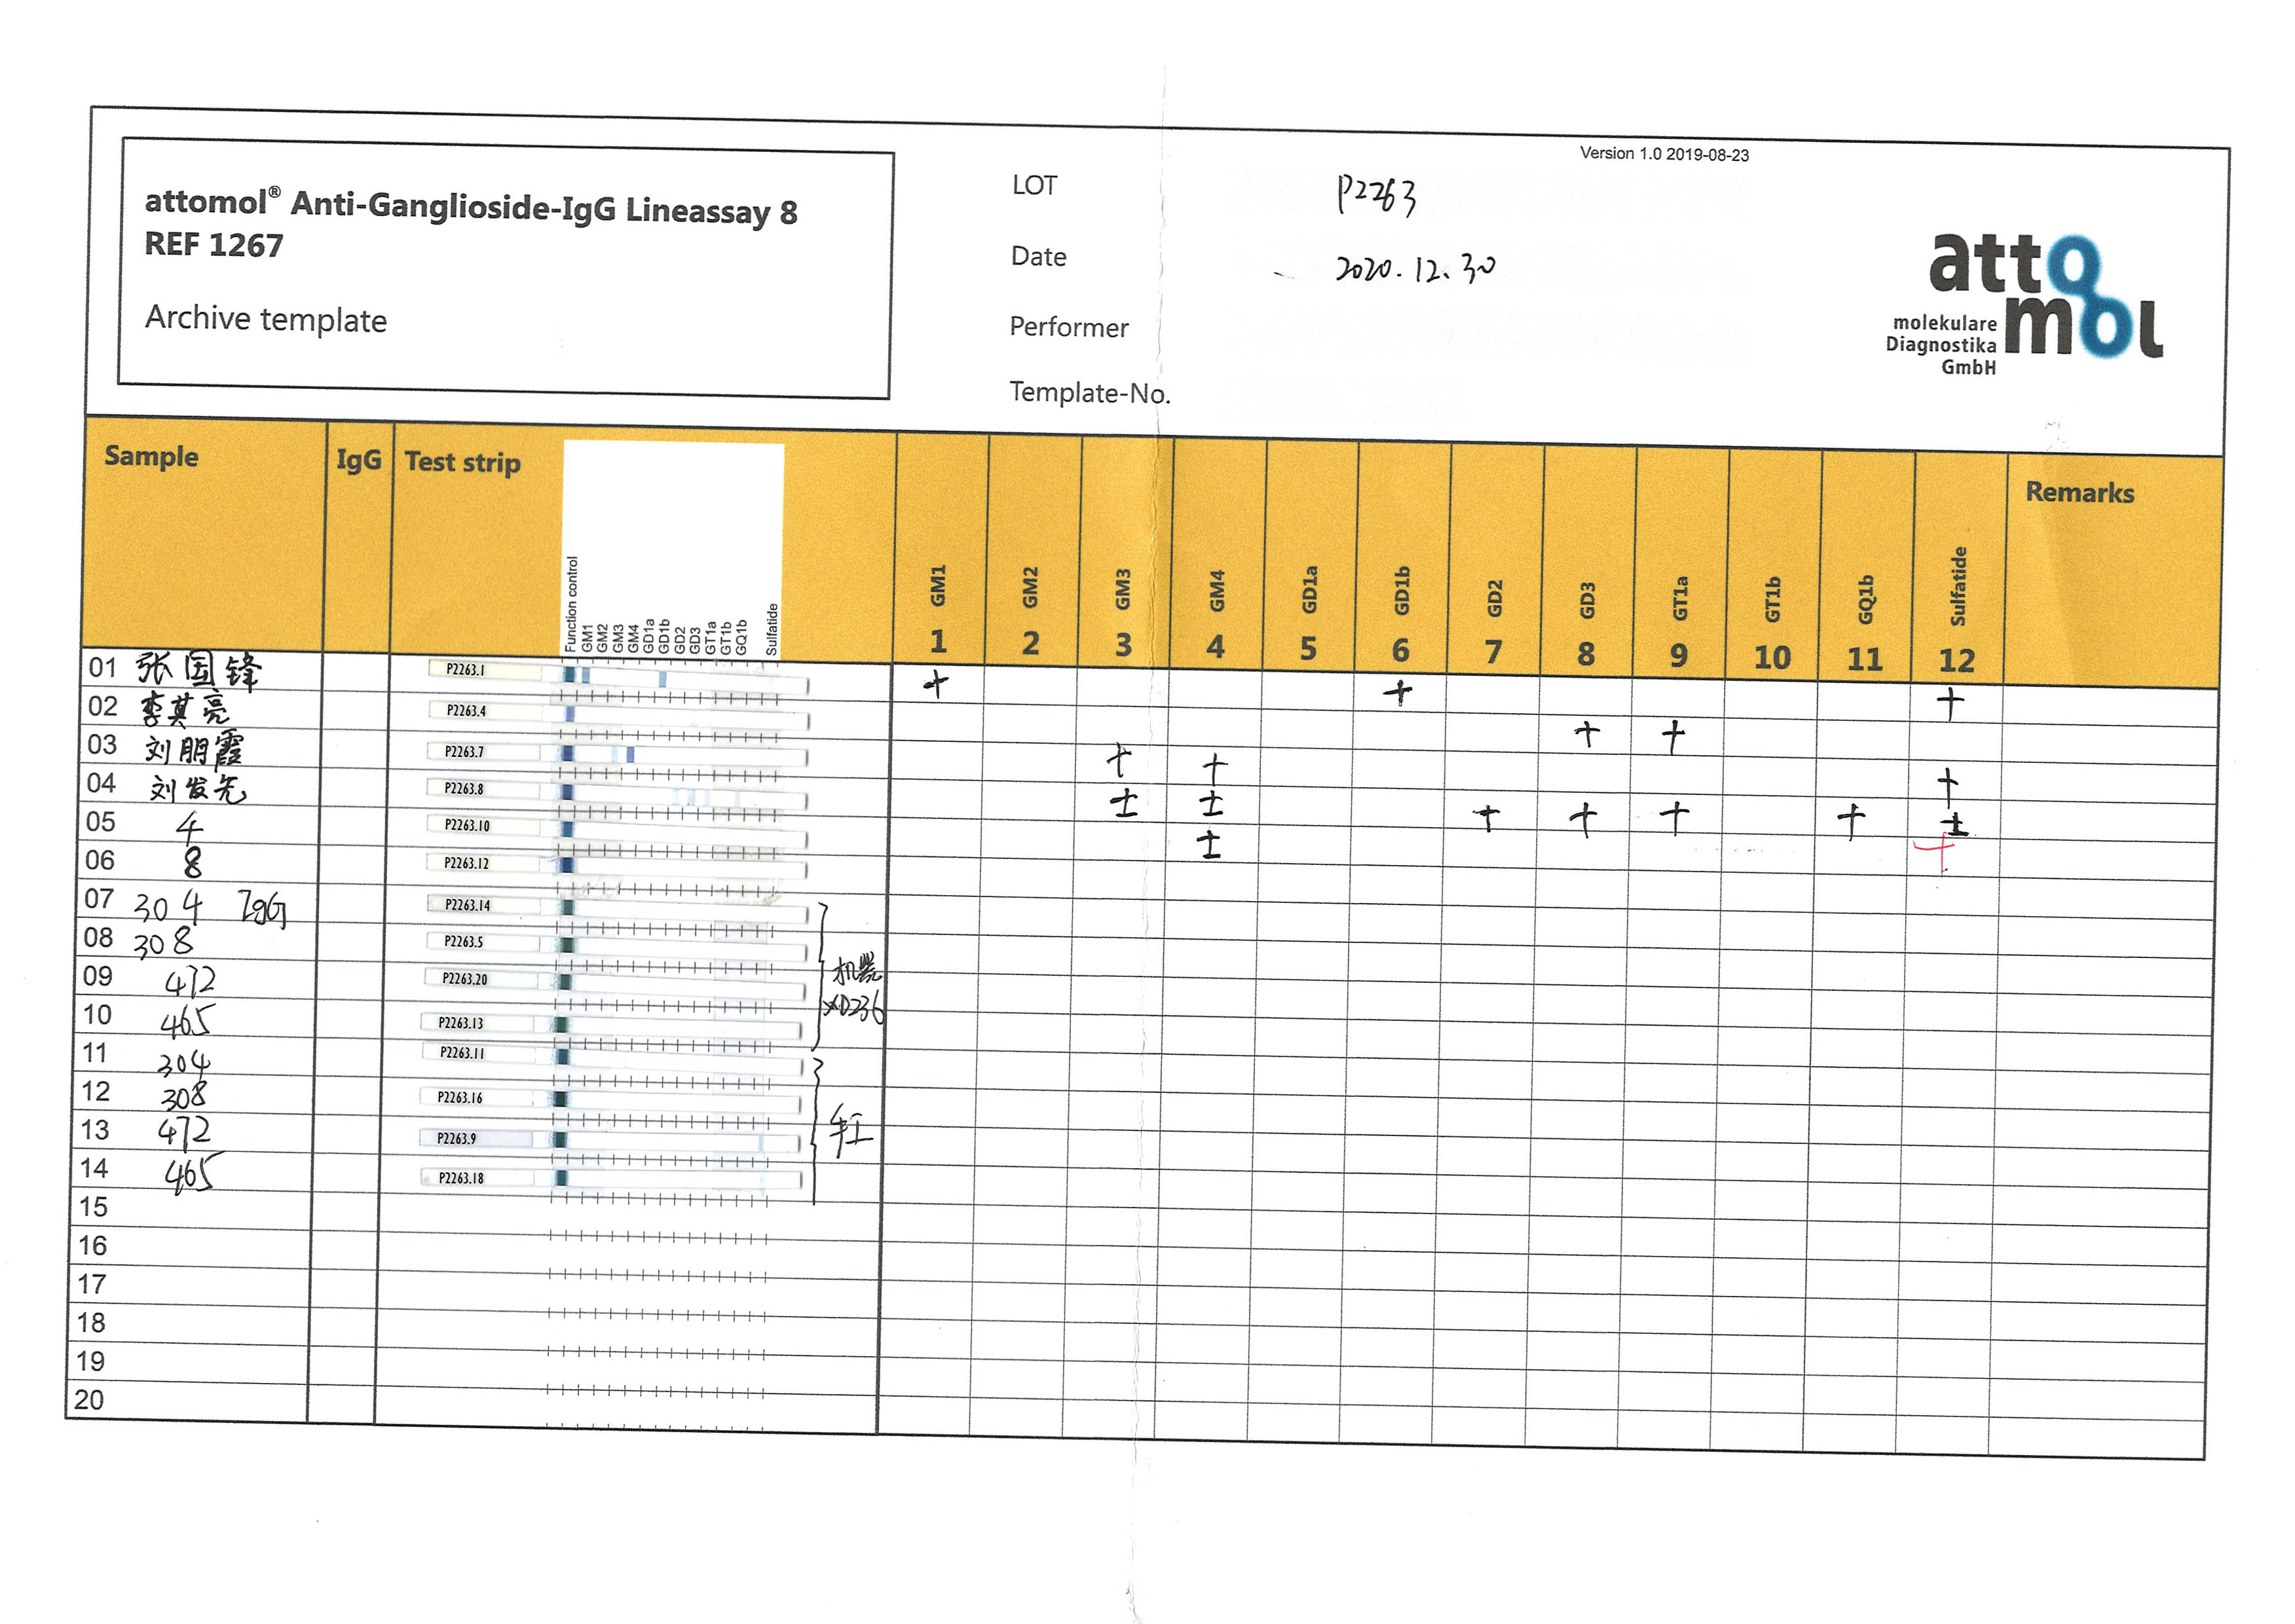 Version 1.0 2019-08-23
attomol® Anti-Ganglioside-IgG Lineassay 8
REF 1267
Archive template
LOT P2263
Date 2020.12.30
Performer
Template-No.
attomol
molekulare
Diagnostika
GmbH
Sample IgG Test strip Function control GM1 GM2 GM3 GM4 GD1a GD1b GD2 GD3 GT1a GT1b GQ1b Sulfatide GM1 GM2 GM3 GM4 GD1a GD1b GD2 GD3 GT1a GT1b GQ1b Sulfatide Remarks
1 2 3 4 5 6 7 8 9 10 11 12
01 张国锋 P2263.1 + + +
02 李其亮 P2263.4 + +
03 刘朋霞 P2263.7 + + +
04 刘发先 P2263.8 ± ± + + + + ±
05 4 P2263.10 ± +
06 8 P2263.12
07 304 IgG P2263.14
08 308 P2263.5
机器
09 472 P2263.20
XD236
10 465 P2263.13
11 304 P2263.11
12 308 P2263.16
手工
13 472 P2263.9
14 465 P2263.18
15
16
17
18
19
20